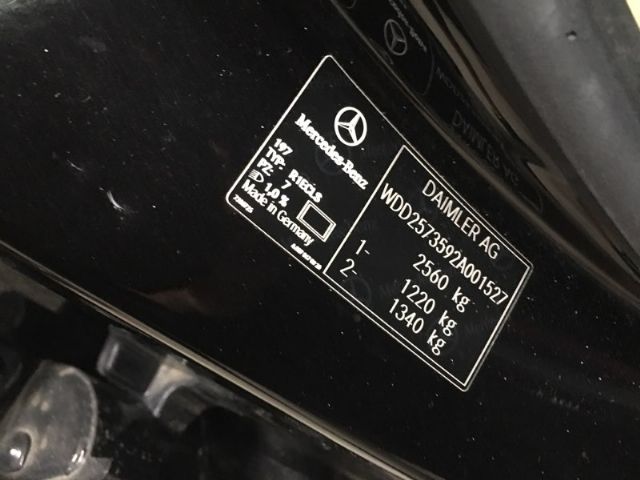 Mercedes-Benz
197
TYP- R1ECLS
FZ- 7
1,0 %
Made in Germany
DAIMLER AG
WDD2573592A001527
2560 kg
1- 1220 kg
2- 1340 kg